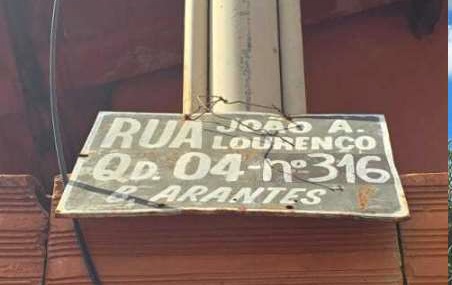 RUA JOÃO A. LOURENÇO
QD. 04-nº316
B. ARANTES